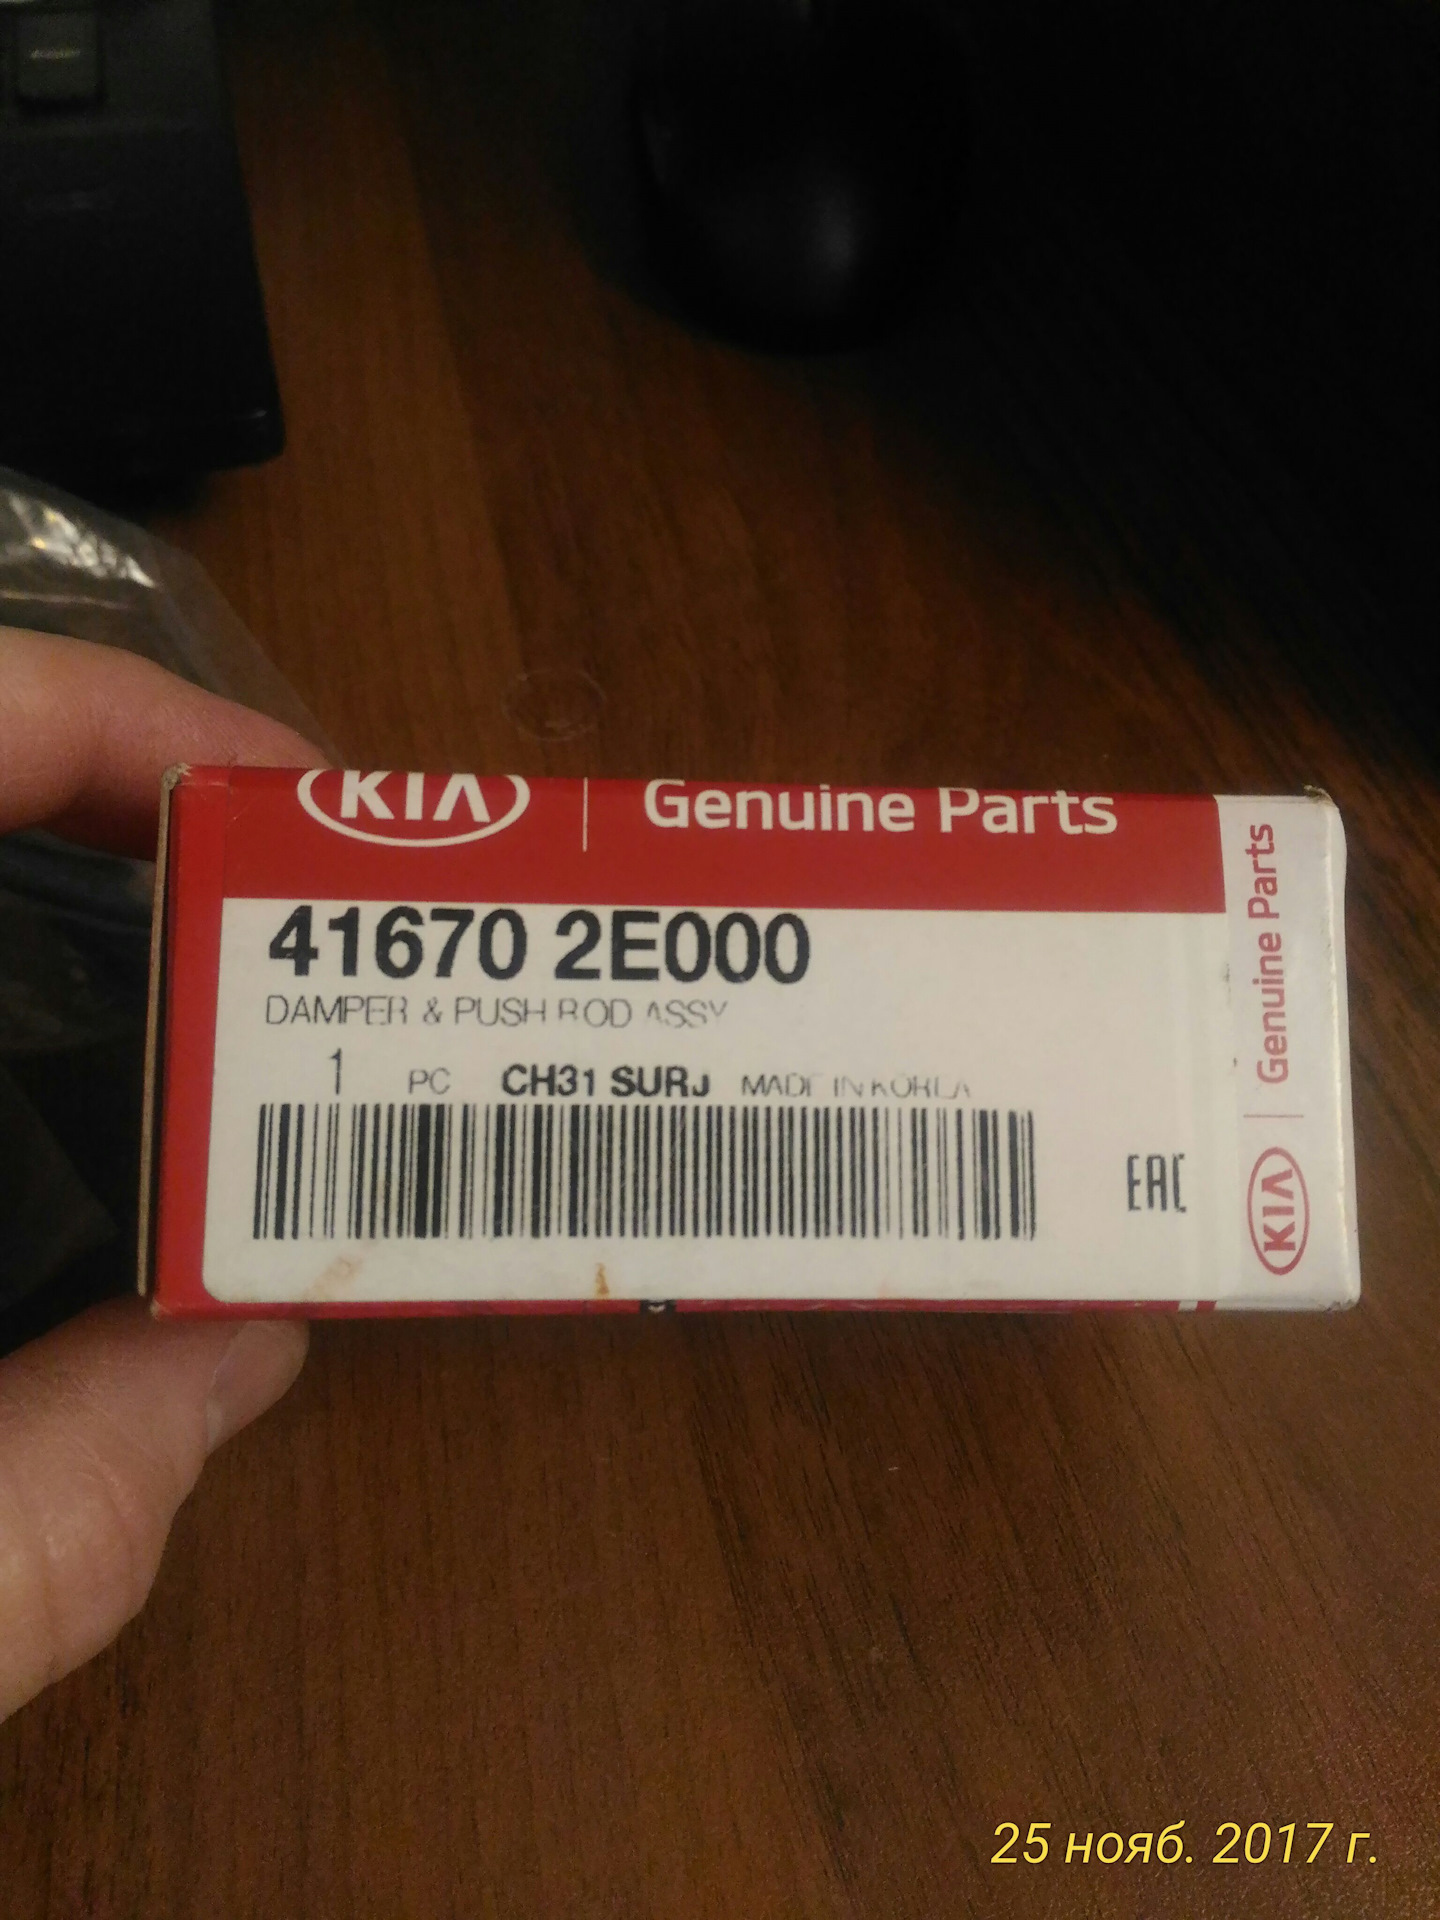 KIA Genuine Parts
41670 2E000
DAMPER & PUSH ROD ASSY
1 PC CH31 SURJ MADE IN KOREA
EAC
KIA Genuine Parts
25 нояб. 2017 г.